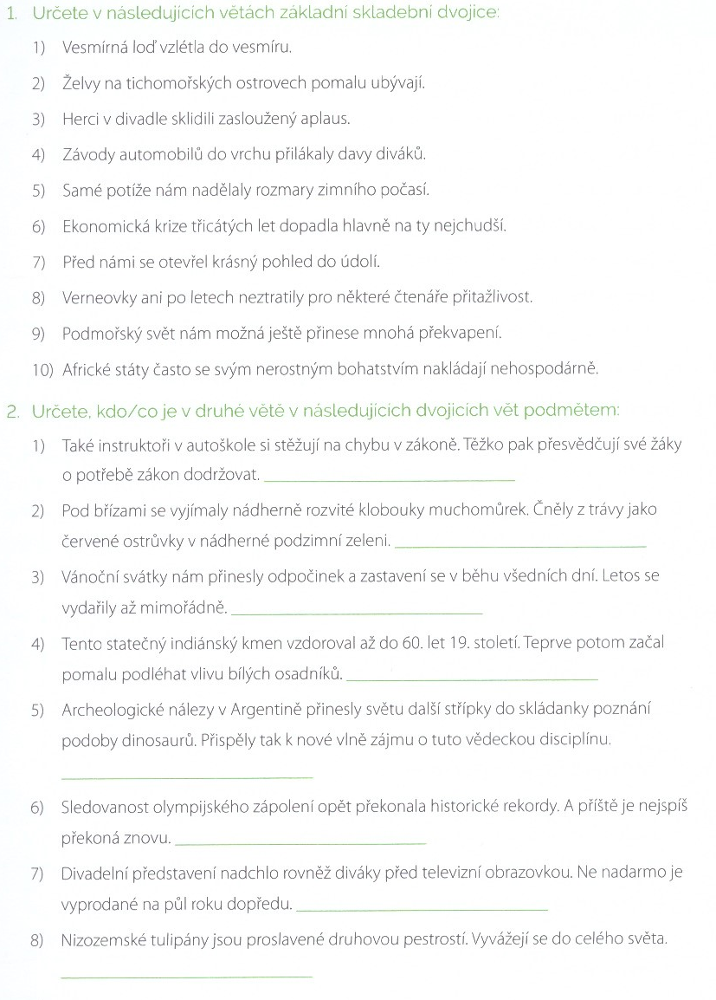 1. Určete v následujících větách základní skladební dvojice:
1) Vesmírná loď vzlétla do vesmíru.
2) Želvy na tichomořských ostrovech pomalu ubývají.
3) Herci v divadle sklidili zasloužený aplaus.
4) Závody automobilů do vrchu přilákaly davy diváků.
5) Samé potíže nám nadělaly rozmary zimního počasí.
6) Ekonomická krize třicátých let dopadla hlavně na ty nejchudší.
7) Před námi se otevřel krásný pohled do údolí.
8) Verneovky ani po letech neztratily pro některé čtenáře přitažlivost.
9) Podmořský svět nám možná ještě přinese mnohá překvapení.
10) Africké státy často se svým nerostným bohatstvím nakládají nehospodárně.
2. Určete, kdo/co je v druhé větě v následujících dvojicích vět podmětem:
1) Také instruktoři v autoškole si stěžují na chybu v zákoně. Těžko pak přesvědčují své žáky
o potřebě zákon dodržovat.
2) Pod břízami se vyjímaly nádherně rozvité klobouky muchomůrek. Čněly z trávy jako
červené ostrůvky v nádherné podzimní zeleni.
3) Vánoční svátky nám přinesly odpočinek a zastavení se v běhu všedních dní. Letos se
vydařily až mimořádně.
4) Tento statečný indiánský kmen vzdoroval až do 60. let 19. století. Teprve potom začal
pomalu podléhat vlivu bílých osadníků.
5) Archeologické nálezy v Argentině přinesly světu další střípky do skládanky poznání
podoby dinosaurů. Přispěly tak k nové vlně zájmu o tuto vědeckou disciplínu.
6) Sledovanost olympijského zápolení opět překonala historické rekordy. A příště je nejspíš
překoná znovu.
7) Divadelní představení nadchlo rovněž diváky před televizní obrazovkou. Ne nadarmo je
vyprodané na půl roku dopředu.
8) Nizozemské tulipány jsou proslavené druhovou pestrostí. Vyvážejí se do celého světa.